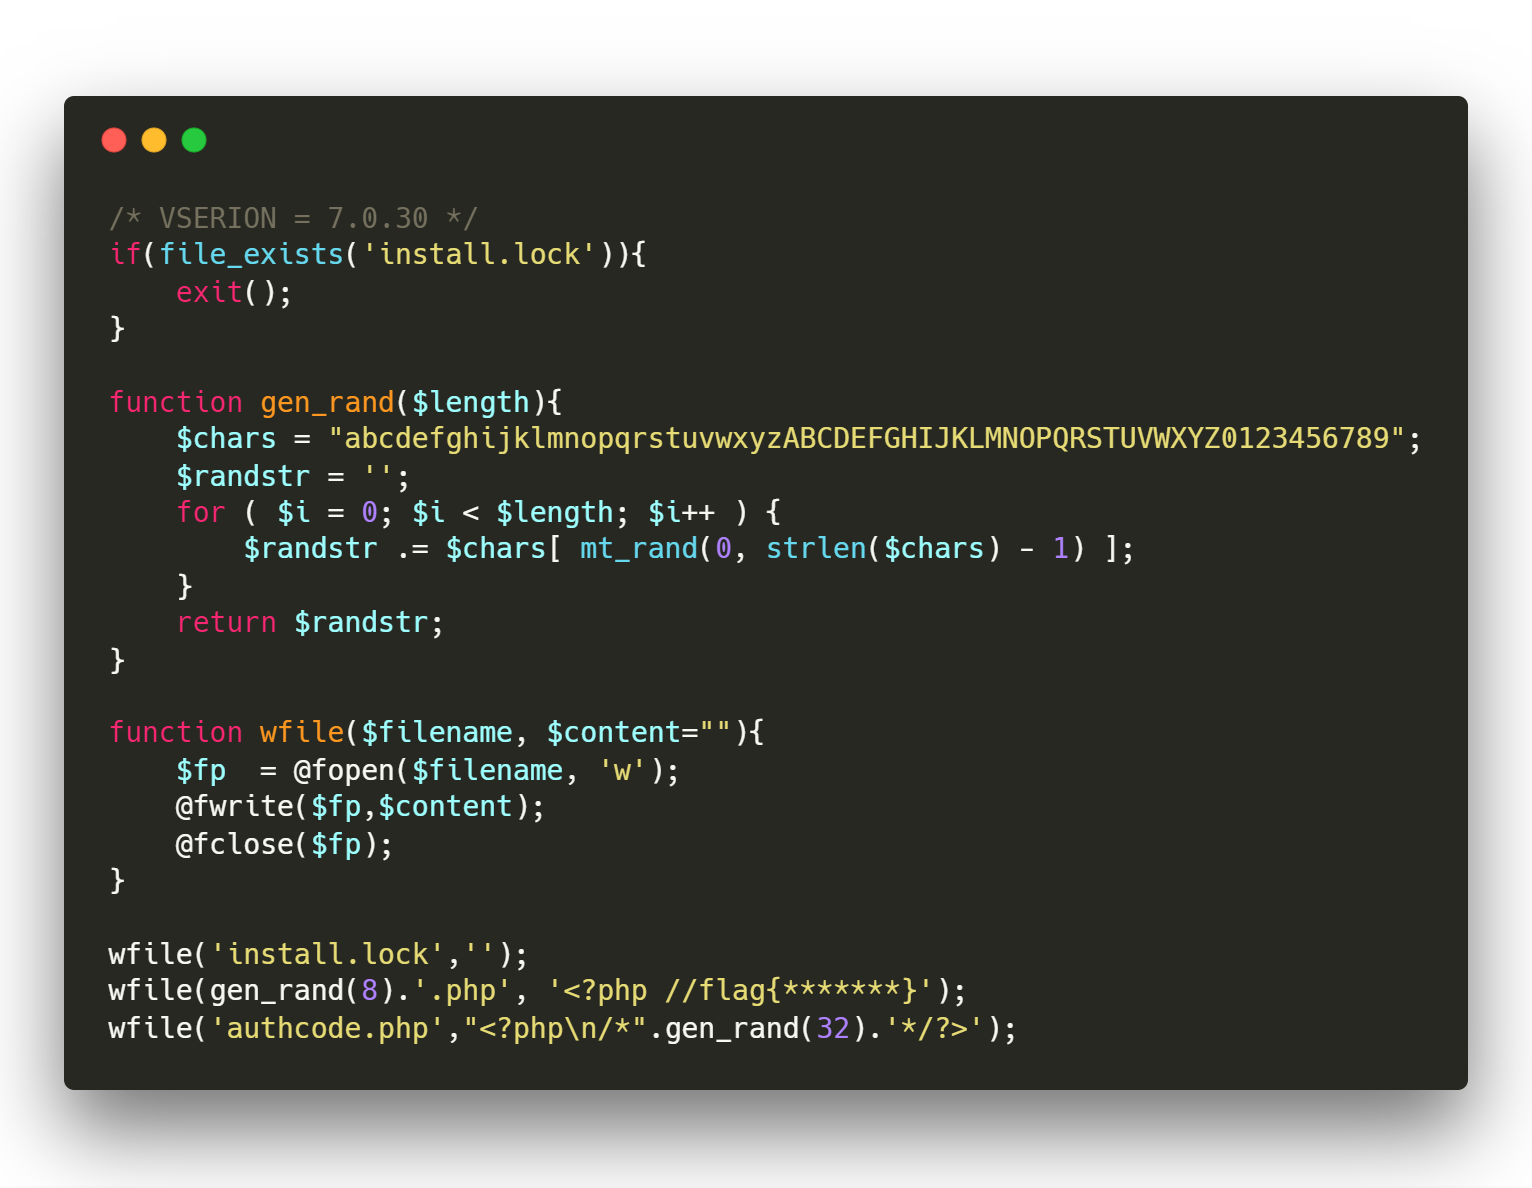 /* VSERION = 7.0.30 */
if(file_exists('install.lock')){
    exit();
}

function gen_rand($length){
    $chars = "abcdefghijklmnopqrstuvwxyzABCDEFGHIJKLMNOPQRSTUVWXYZ0123456789";
    $randstr = '';
    for ( $i = 0; $i < $length; $i++ ) {
        $randstr .= $chars[ mt_rand(0, strlen($chars) - 1) ];
    }
    return $randstr;
}

function wfile($filename, $content=""){
    $fp  = @fopen($filename, 'w');
    @fwrite($fp,$content);
    @fclose($fp);
}

wfile('install.lock','');
wfile(gen_rand(8).'.php', '<?php //flag{*******}');
wfile('authcode.php',"<?php\n/*".gen_rand(32).'*/?>');